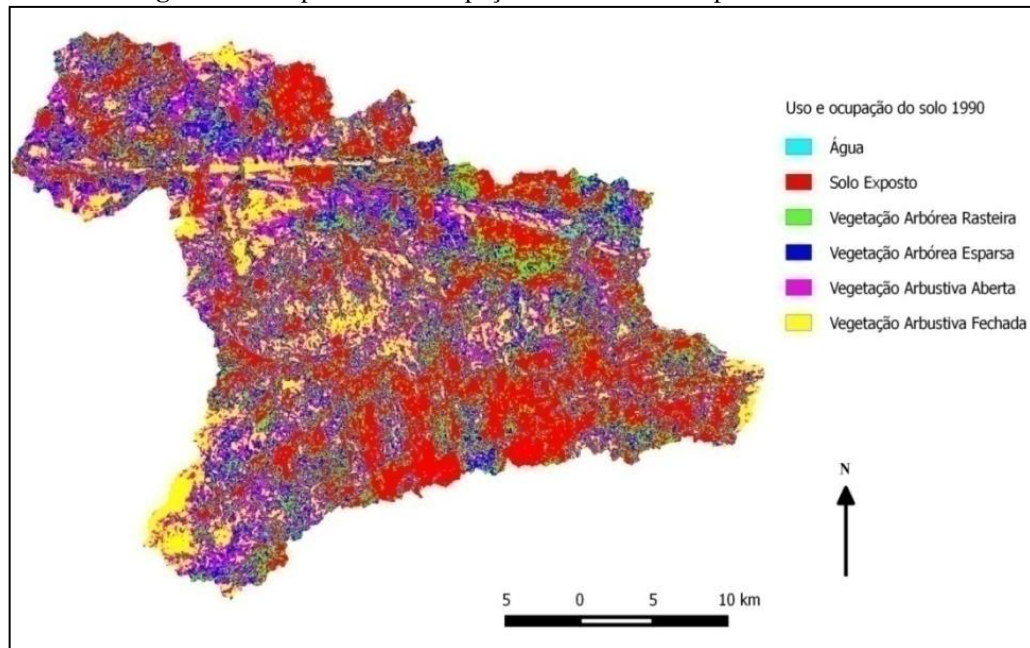 Uso e ocupação do solo 1990
Água
Solo Exposto
Vegetação Arbórea Rasteira
Vegetação Arbórea Esparsa
Vegetação Arbustiva Aberta
Vegetação Arbustiva Fechada
N
5 0 5 10 km